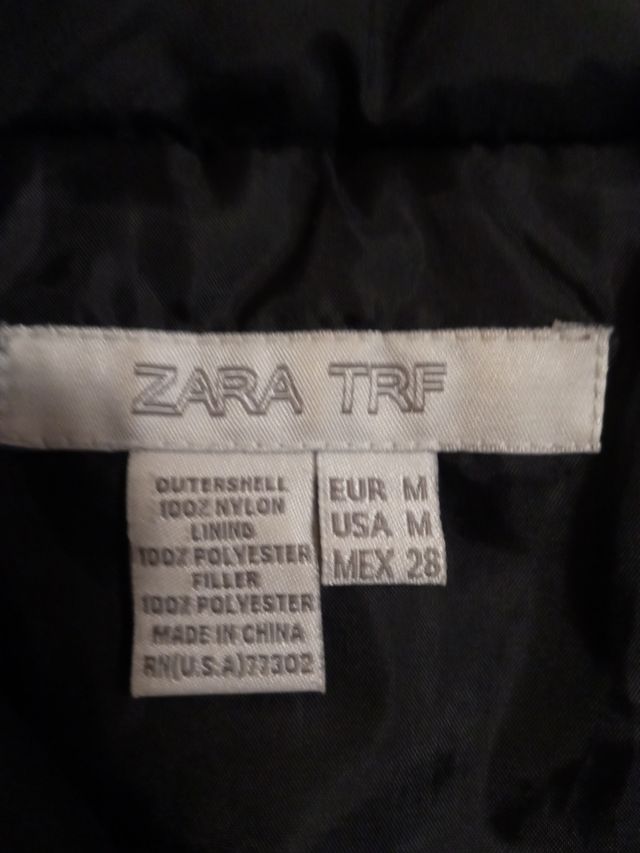 ZARA TRF
OUTERSHELL
100% NYLON
LINING
100% POLYESTER
FILLER
100% POLYESTER
MADE IN CHINA
RN(U.S.A)77302
EUR M
USA M
MEX 28